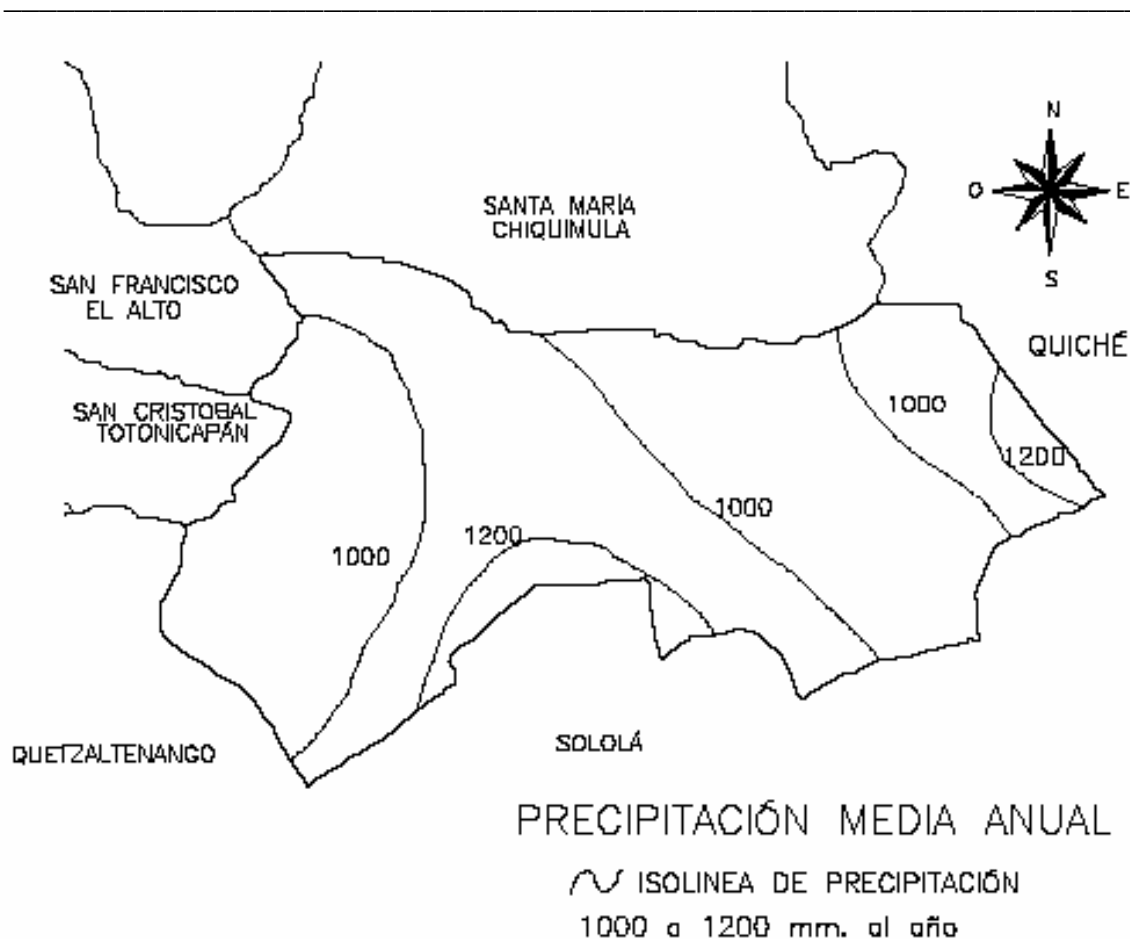 N
O
E
S
SANTA MARÍA
CHIQUIMULA
SAN FRANCISCO
EL ALTO
QUICHÉ
SAN CRISTOBAL
TOTONICAPÁN
1000
1200
1000
1200
1000
QUETZALTENANGO
SOLOLÁ
PRECIPITACIÓN MEDIA ANUAL
ISOLINEA DE PRECIPITACIÓN
1000 a 1200 mm. al año